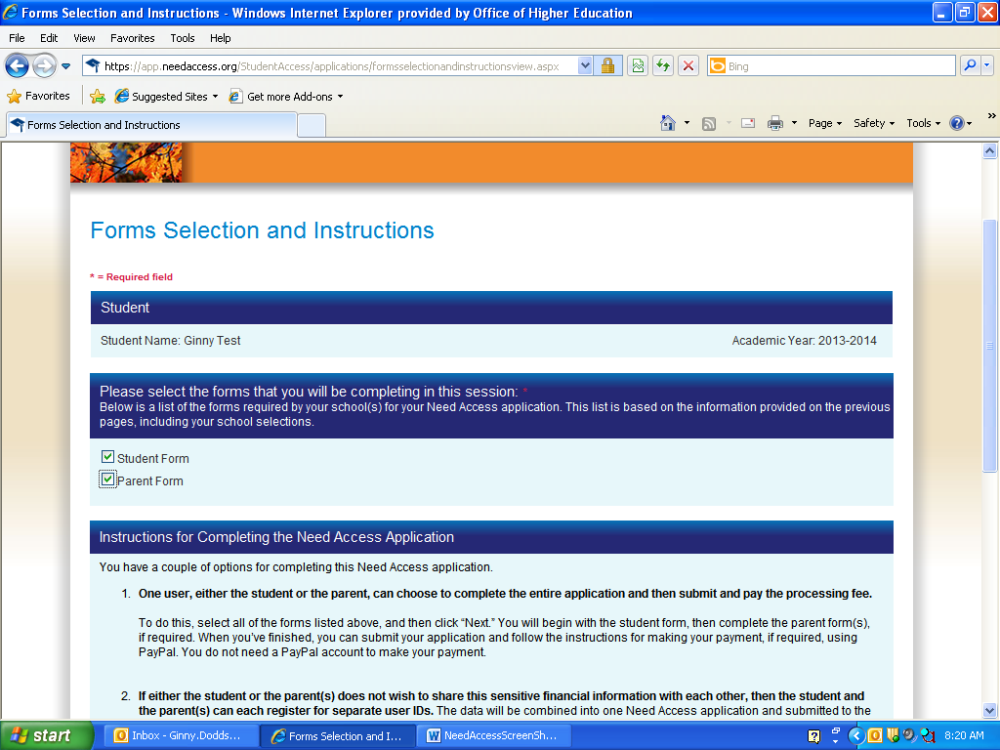 Forms Selection and Instructions - Windows Internet Explorer provided by Office of Higher Education
File Edit View Favorites Tools Help
https://app.needaccess.org/StudentAccess/applications/formsselectionandinstructionsview.aspx
Bing
Favorites Suggested Sites Get more Add-ons
Forms Selection and Instructions
Page Safety Tools
Forms Selection and Instructions
* = Required field
Student
Student Name: Ginny Test Academic Year: 2013-2014
Please select the forms that you will be completing in this session: *
Below is a list of the forms required by your school(s) for your Need Access application. This list is based on the information provided on the previous
pages, including your school selections.
Student Form
Parent Form
Instructions for Completing the Need Access Application
You have a couple of options for completing this Need Access application.
1. One user, either the student or the parent, can choose to complete the entire application and then submit and pay the processing fee.
To do this, select all of the forms listed above, and then click “Next.” You will begin with the student form, then complete the parent form(s),
if required. When you’ve finished, you can submit your application and follow the instructions for making your payment, if required, using
PayPal. You do not need a PayPal account to make your payment.
2. If either the student or the parent(s) does not wish to share this sensitive financial information with each other, then the student and
the parent(s) can each register for separate user IDs. The data will be combined into one Need Access application and submitted to the
start Inbox - Ginny.Dodds... Forms Selection and I... NeedAccessScreenSh... 8:20 AM